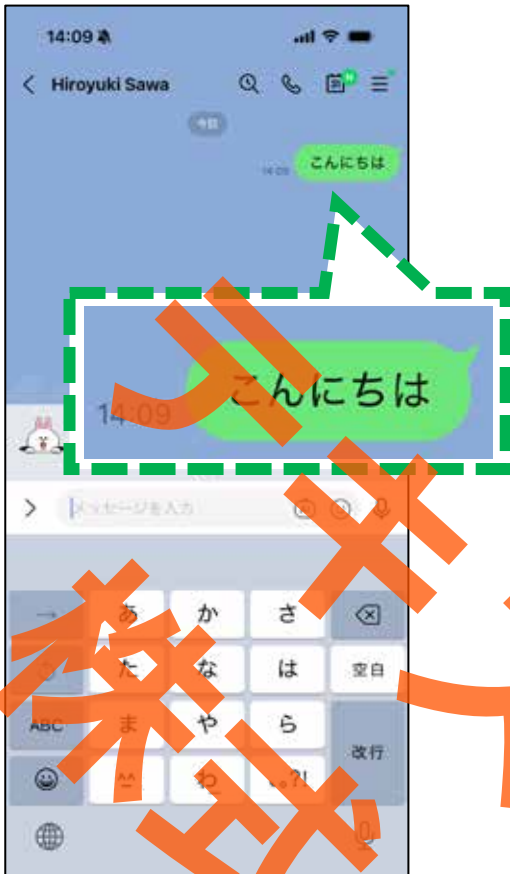 14:09
Hiroyuki Sawa
今日
こんにちは
14:09
こんにちは
14:09
メッセージを入力
→
あ
か
さ
た
な
は
空白
ABC
ま
や
ら
改行
^^
わ
、。?!
株式